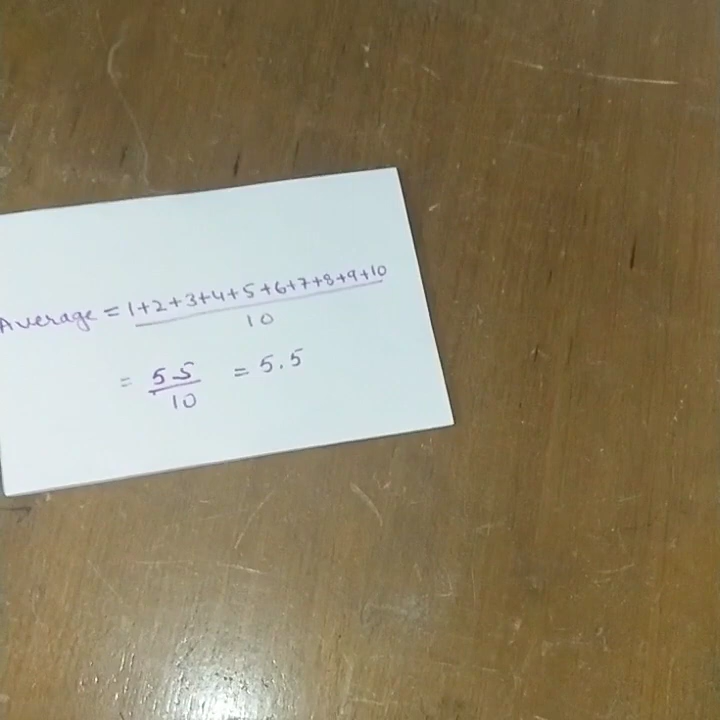 Average = 1+2+3+4+5+6+7+8+9+10
10
= 55 = 5.5
10